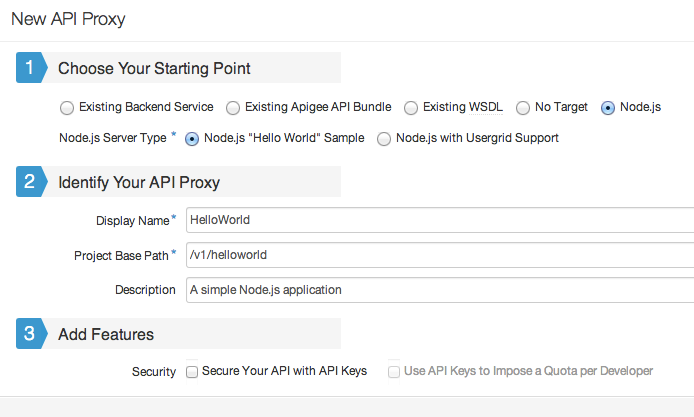 New API Proxy
1 Choose Your Starting Point
Existing Backend Service Existing Apigee API Bundle Existing WSDL No Target Node.js
Node.js Server Type * Node.js "Hello World" Sample Node.js with Usergrid Support
2 Identify Your API Proxy
Display Name* HelloWorld
Project Base Path* /v1/helloworld
Description A simple Node.js application
3 Add Features
Security Secure Your API with API Keys Use API Keys to Impose a Quota per Developer